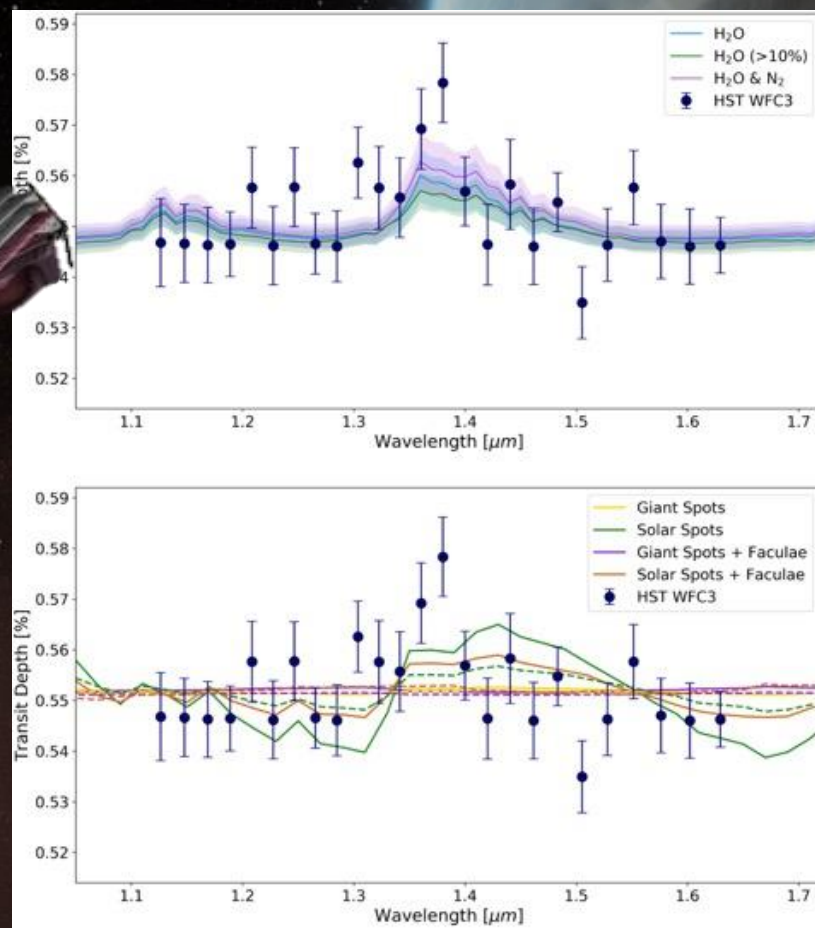 0.59
0.58
0.57
0.56
0.53
0.52
H₂O
H₂O (>10%)
H₂O & N₂
HST WFC3
1.1 1.2 1.3 1.4 1.5 1.6 1.7
Wavelength [μm]
Transit Depth [%]
0.59
0.58
0.57
0.56
0.55
0.54
0.53
0.52
Giant Spots
Solar Spots
Giant Spots + Faculae
Solar Spots + Faculae
HST WFC3
1.1 1.2 1.3 1.4 1.5 1.6 1.7
Wavelength [μm]